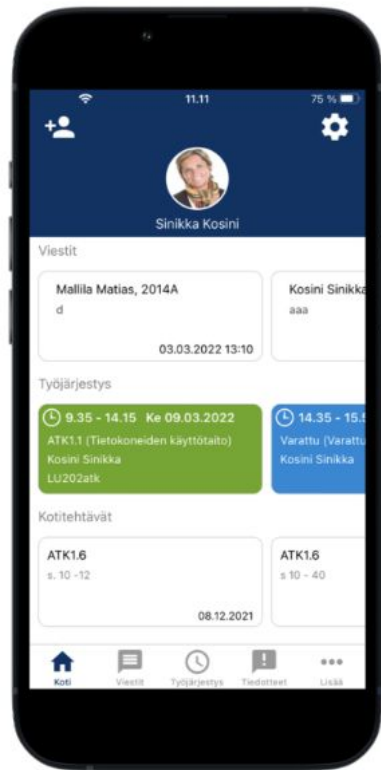 11.11
75 %
Sinikka Kosini
Viestit
Mallila Matias, 2014A
d
03.03.2022 13:10
Kosini Sinikka
aaa
Työjärjestys
9.35 - 14.15 Ke 09.03.2022
ATK1.1 (Tietokoneiden käyttötaito)
Kosini Sinikka
LU202atk
14.35 - 15.5
Varattu (Varattu
Kosini Sinikka
Kotitehtävät
ATK1.6
s. 10 -12
08.12.2021
ATK1.6
s 10 - 40
Koti
Viestit
Työjärjestys
Tiedotteet
Lisää